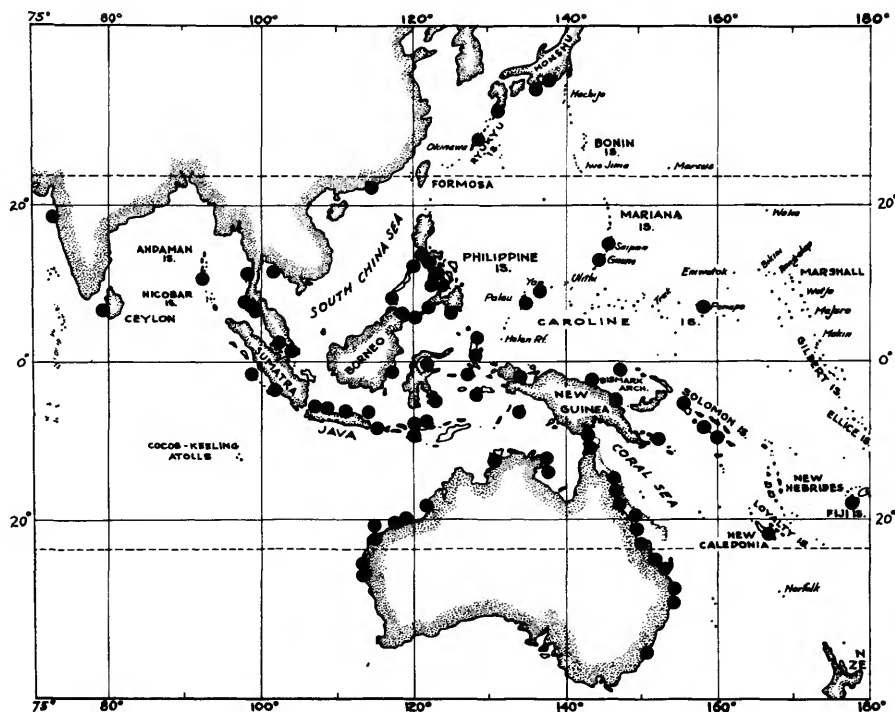 75° 80° 100° 120° 140° 160° 180°
HONSHU
Hachijo
Okinawa
RYUKYU IS.
BONIN IS.
Iwo Jima
Marcus
FORMOSA
20° 20°
MARIANA IS.
Wake
Saipan
Guam
ANDAMAN IS.
SOUTH CHINA SEA
PHILIPPINE IS.
Bikini
Rongelap
Eniwetok
MARSHALL
NICOBAR IS.
Yap
Ulithi
Palau
Truk
Wotje
CEYLON
Ponape
Majuro
CAROLINE IS.
Makin
Helen Rf.
0° 0°
SUMATRA
BORNEO
GILBERT IS.
BISMARK ARCH.
NEW GUINEA
SOLOMON IS.
ELLICE IS.
JAVA
COCOS-KEELING ATOLLS
CORAL SEA
NEW HEBRIDES
FIJI IS.
20° 20°
LOYALTY IS.
NEW CALEDONIA
Norfolk
N
ZE
75° 80° 100° 120° 140° 160° 180°